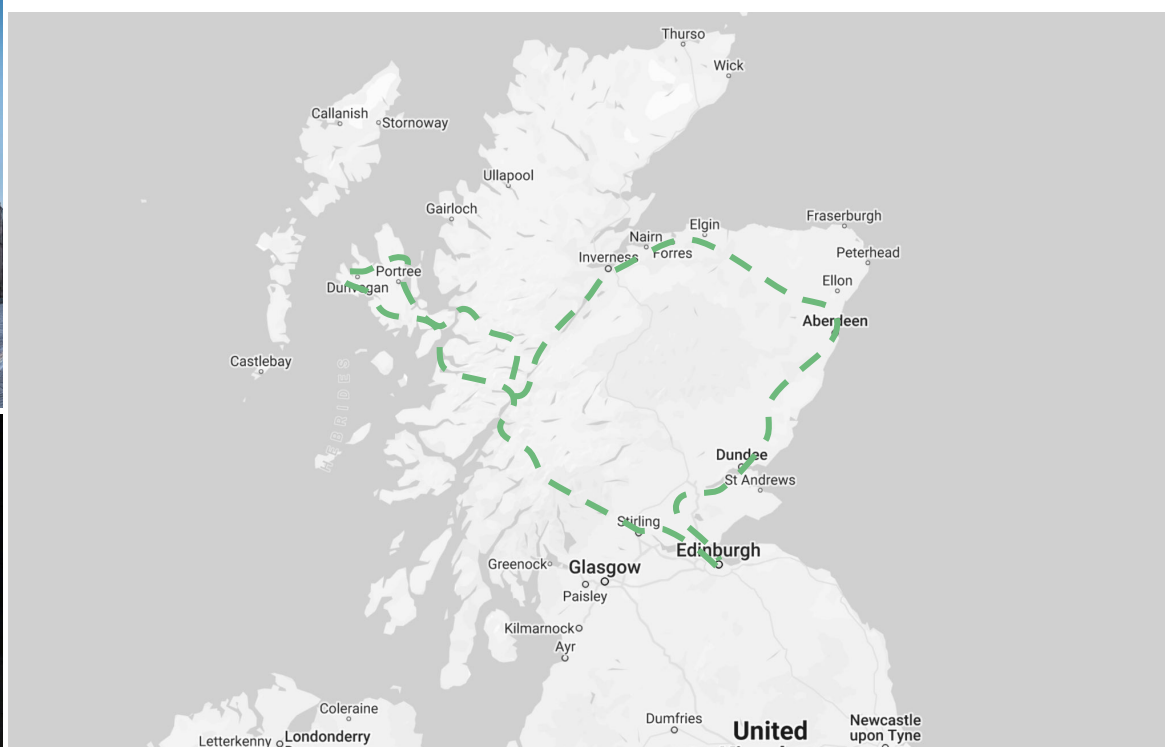 Thurso
Wick
Callanish
Stornoway
Ullapool
Gairloch
Fraserburgh
Elgin
Nairn
Forres
Peterhead
Inverness
Portree
Ellon
Dunvegan
Aberdeen
Castlebay
HEBRIDES
Dundee
St Andrews
Stirling
Edinburgh
Greenock
Glasgow
Paisley
Kilmarnock
Ayr
Coleraine
Dumfries
Newcastle
upon Tyne
United
Letterkenny
Londonderry